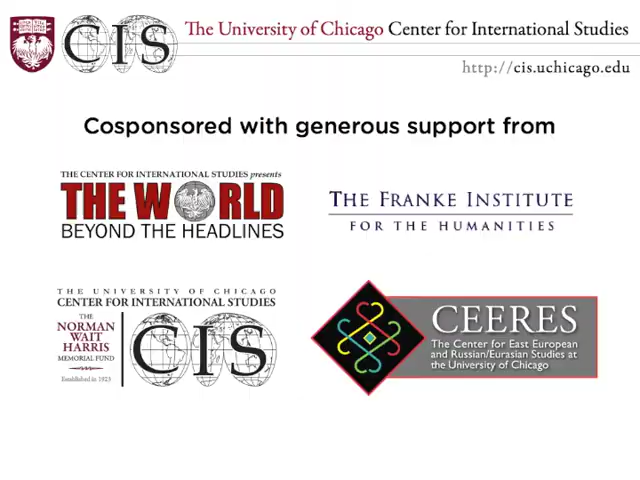 CIS
The University of Chicago Center for International Studies
http://cis.uchicago.edu
Cosponsored with generous support from
THE CENTER FOR INTERNATIONAL STUDIES presents
THE WORLD
BEYOND THE HEADLINES
THE FRANKE INSTITUTE
FOR THE HUMANITIES
THE UNIVERSITY OF CHICAGO
CENTER FOR INTERNATIONAL STUDIES
THE
NORMAN
WAIT
HARRIS
MEMORIAL FUND
Established in 1923
CIS
CEERES
The Center for East European
and Russian/Eurasian Studies at
the University of Chicago